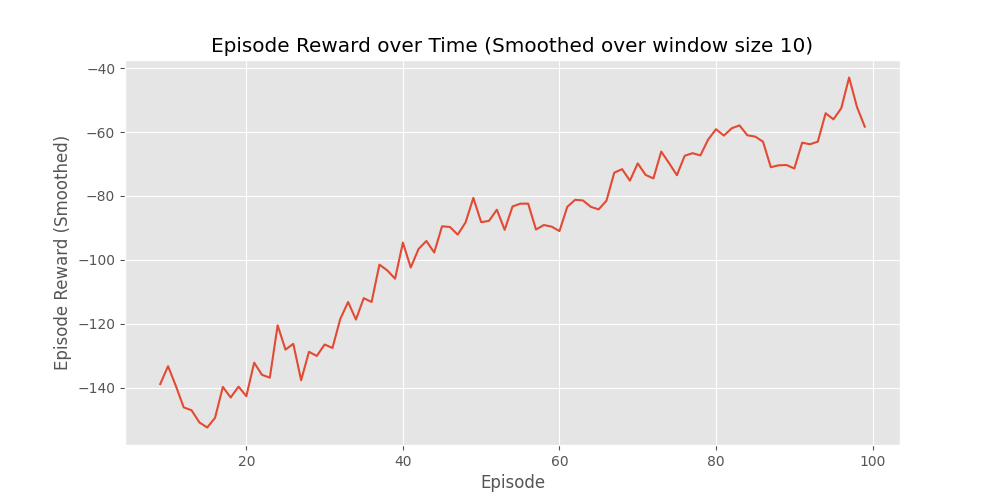 Episode Reward over Time (Smoothed over window size 10)
−40
−60
−80
−100
−120
−140
Episode Reward (Smoothed)
20 40 60 80 100
Episode